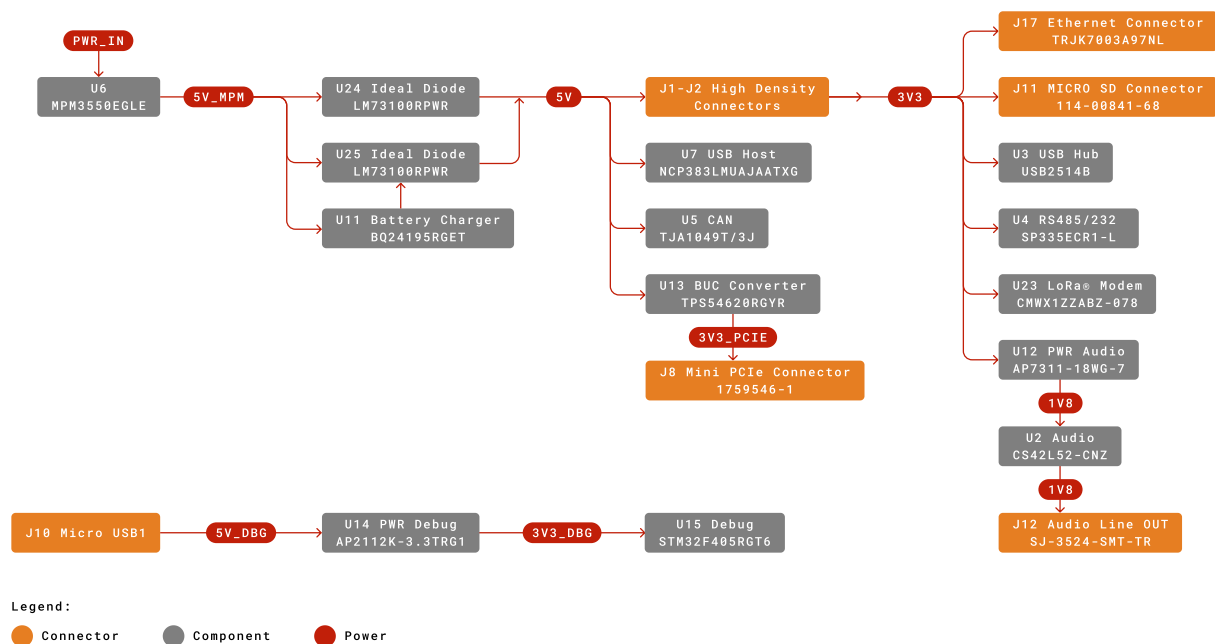 PWR_IN
U6
MPM3550EGLE
5V_MPM
U24 Ideal Diode
LM73100RPWR
U25 Ideal Diode
LM73100RPWR
U11 Battery Charger
BQ24195RGET
5V
J1-J2 High Density
Connectors
U7 USB Host
NCP383LMUAJAATXG
U5 CAN
TJA1049T/3J
U13 BUC Converter
TPS54620RGYR
3V3_PCIE
J8 Mini PCIe Connector
1759546-1
3V3
J17 Ethernet Connector
TRJK7003A97NL
J11 MICRO SD Connector
114-00841-68
U3 USB Hub
USB2514B
U4 RS485/232
SP335ECR1-L
U23 LoRa® Modem
CMWX1ZZABZ-078
U12 PWR Audio
AP7311-18WG-7
1V8
U2 Audio
CS42L52-CNZ
1V8
J12 Audio Line OUT
SJ-3524-SMT-TR
J10 Micro USB1
5V_DBG
U14 PWR Debug
AP2112K-3.3TRG1
3V3_DBG
U15 Debug
STM32F405RGT6
Legend:
Connector
Component
Power